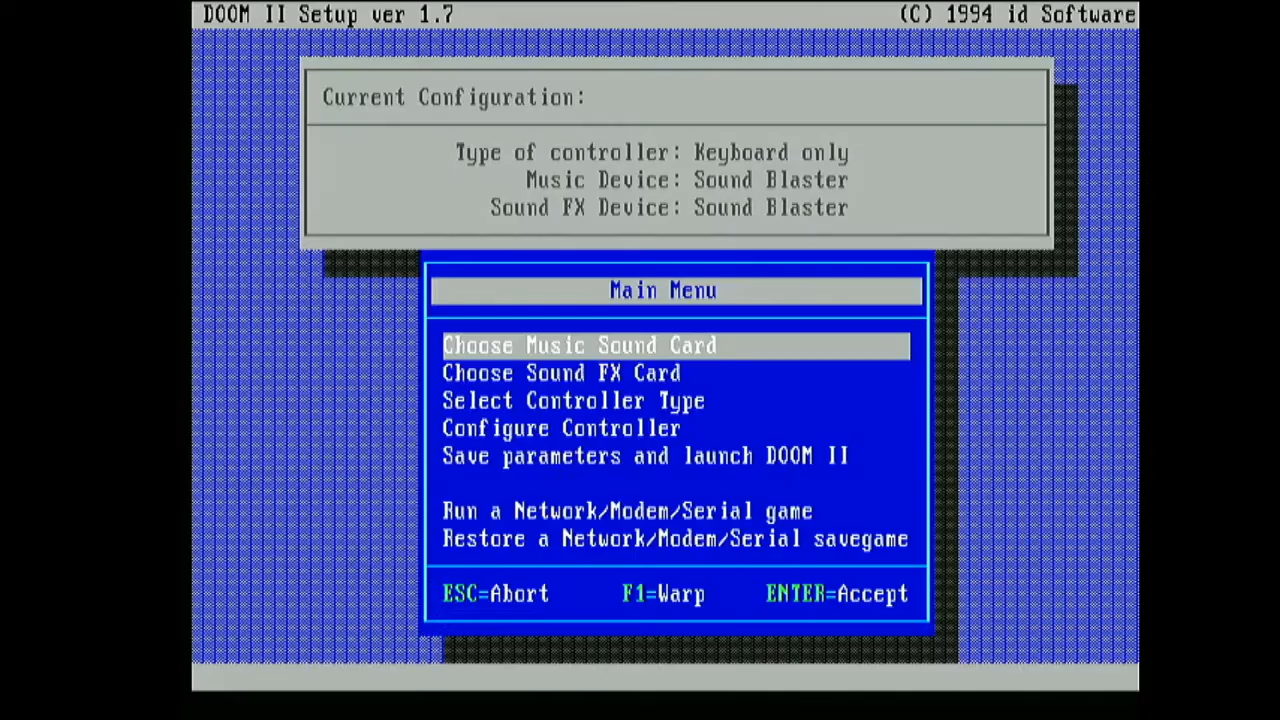 DOOM II Setup ver 1.7 (C) 1994 id Software
Current Configuration:
Type of controller: Keyboard only
Music Device: Sound Blaster
Sound FX Device: Sound Blaster
Main Menu
Choose Music Sound Card
Choose Sound FX Card
Select Controller Type
Configure Controller
Save parameters and launch DOOM II
Run a Network/Modem/Serial game
Restore a Network/Modem/Serial savegame
ESC=Abort F1=Warp ENTER=Accept